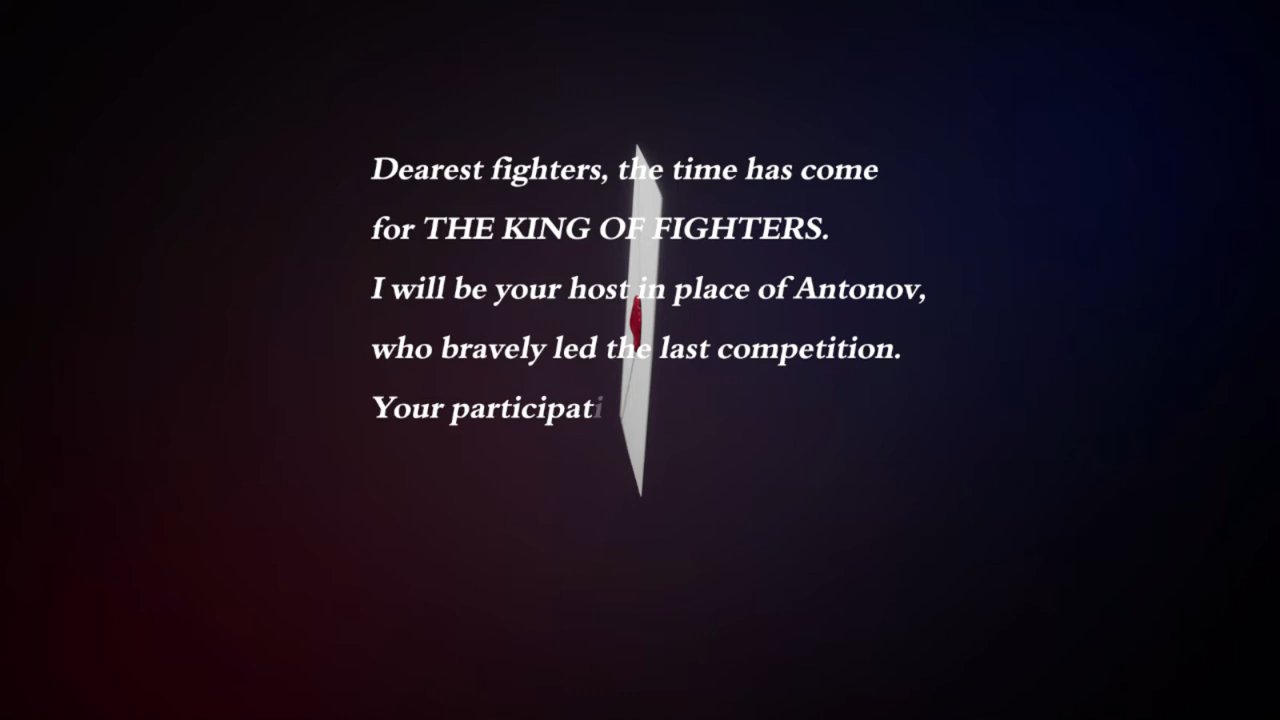 Dearest fighters, the time has come
for THE KING OF FIGHTERS.
I will be your host in place of Antonov,
who bravely led the last competition.
Your participati